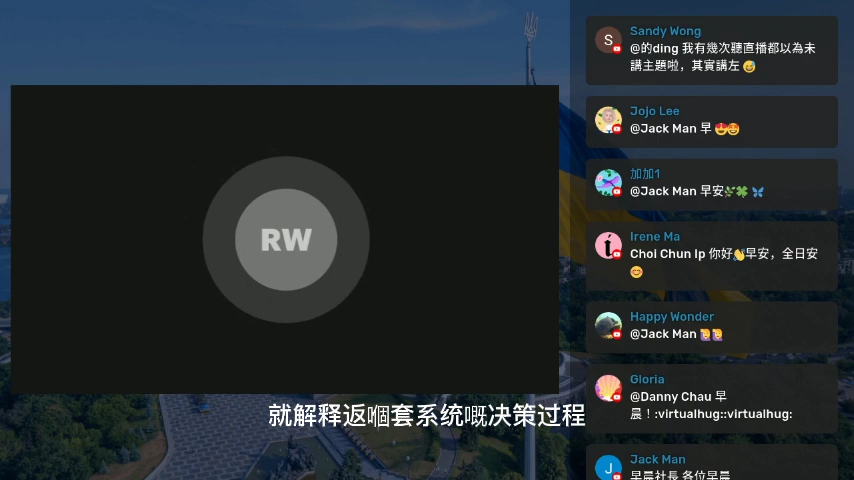 Sandy Wong
@的ding 我有幾次聽直播都以為未
講主題啦，其實講左 😅
Jojo Lee
@Jack Man 早 😍🤩
加加1
@Jack Man 早安🌿🍀 🦋
Irene Ma
Choi Chun Ip 你好👋早安，全日安
😊
Happy Wonder
@Jack Man 🙋🙋
Gloria
@Danny Chau 早
晨！:virtualhug::virtualhug:
Jack Man
早晨社長 各位早晨
RW
就解释返嗰套系统嘅决策过程